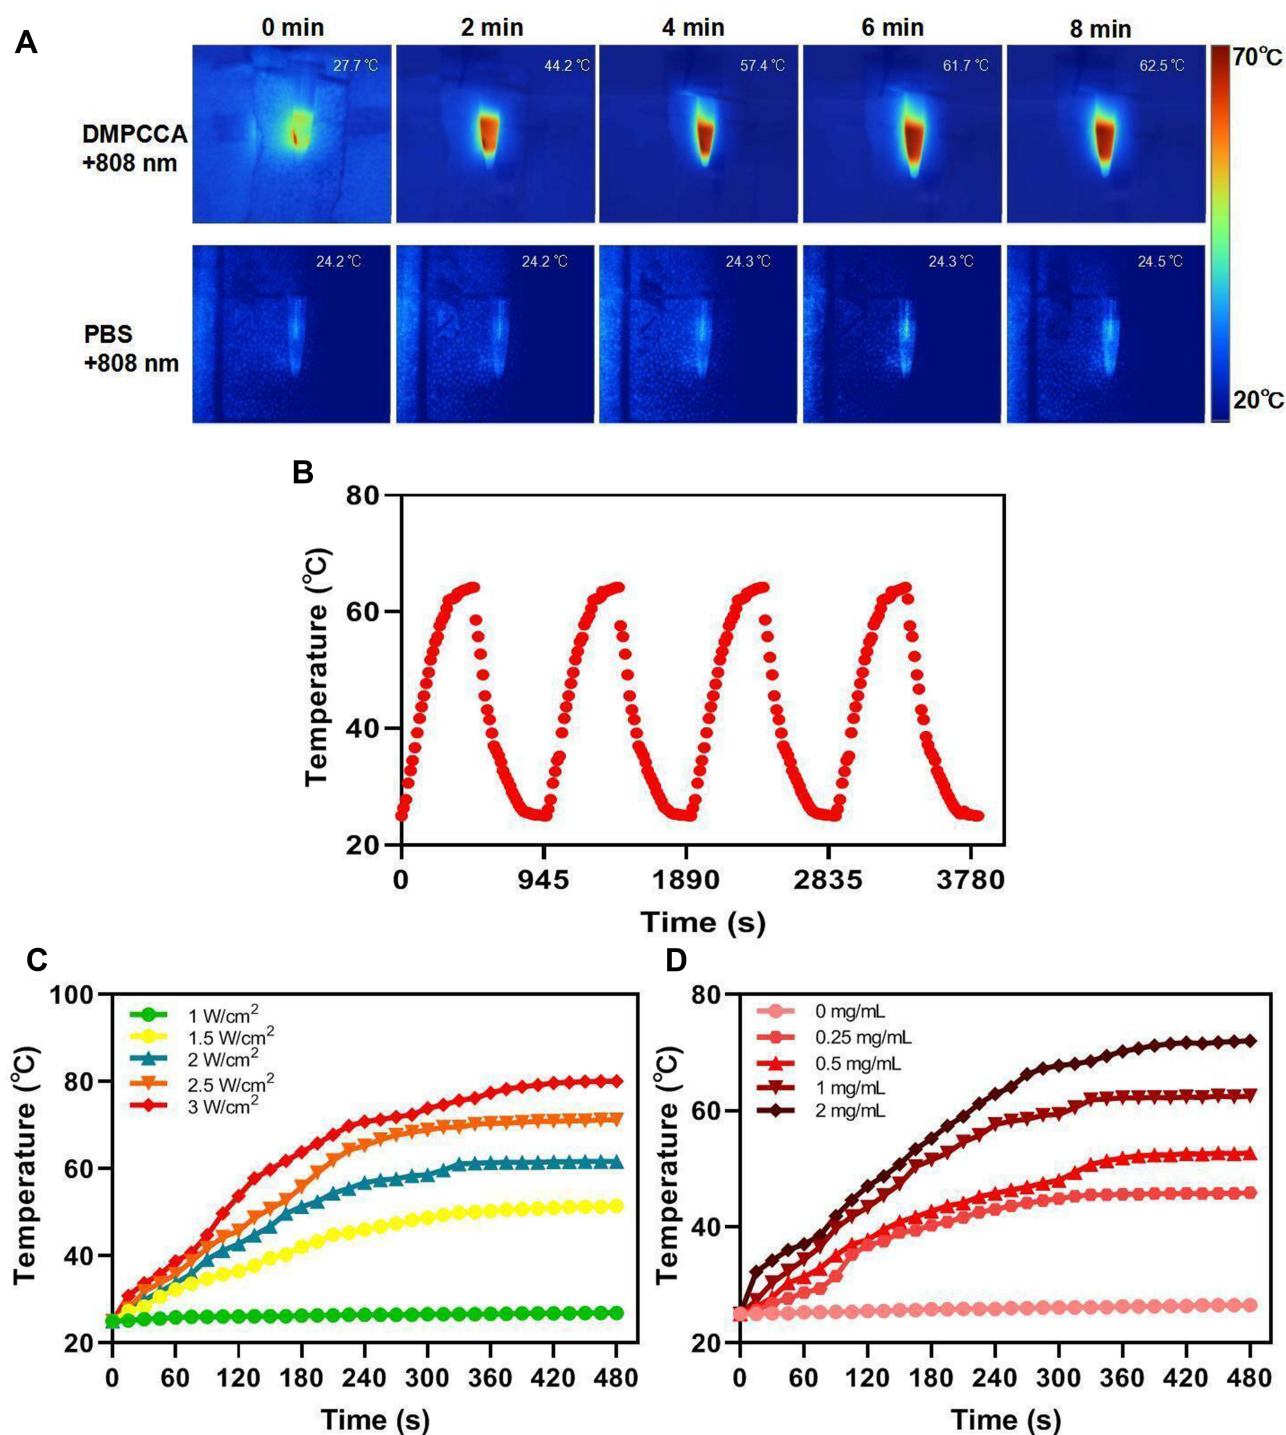 A
0 min 2 min 4 min 6 min 8 min
27.7 ℃ 44.2 ℃ 57.4 ℃ 61.7 ℃ 62.5 ℃
70℃
DMPCCA
+808 nm
24.2 ℃ 24.2 ℃ 24.3 ℃ 24.3 ℃ 24.5 ℃
PBS
+808 nm
20℃
B
80
60
40
20
Temperature (℃)
0 945 1890 2835 3780
Time (s)
C
100
80
60
40
20
Temperature (℃)
1 W/cm²
1.5 W/cm²
2 W/cm²
2.5 W/cm²
3 W/cm²
0 60 120 180 240 300 360 420 480
Time (s)
D
80
60
40
20
Temperature (℃)
0 mg/mL
0.25 mg/mL
0.5 mg/mL
1 mg/mL
2 mg/mL
0 60 120 180 240 300 360 420 480
Time (s)